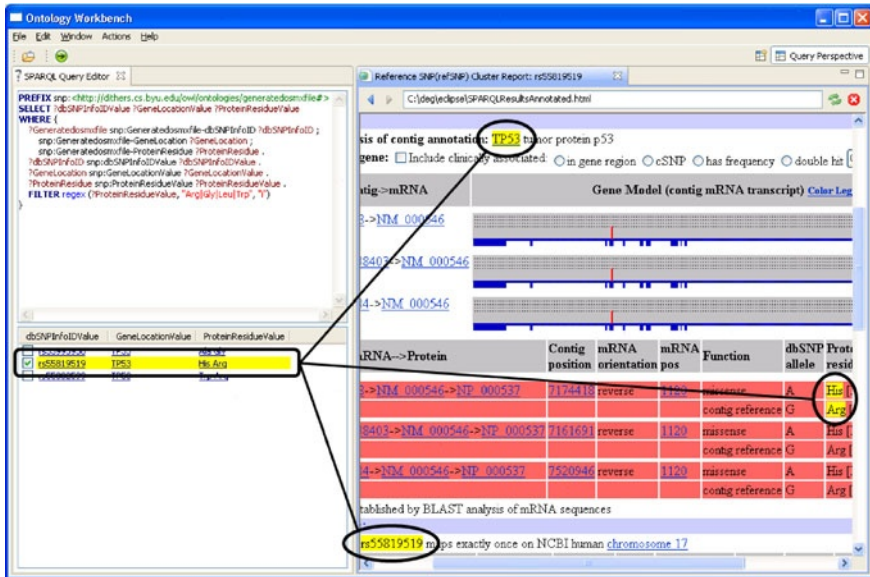 Ontology Workbench
File Edit Window Actions Help
Query Perspective
SPARQL Query Editor
PREFIX snp: <http://dithers.cs.byu.edu/owl/ontologies/generatedosmxfile#>
SELECT ?dbSNPInfoIDValue ?GeneLocationValue ?ProteinResidueValue
WHERE {
?Generatedosmxfile snp:Generatedosmxfile-dbSNPInfoID ?dbSNPInfoID ;
snp:Generatedosmxfile-GeneLocation ?GeneLocation ;
snp:Generatedosmxfile-ProteinResidue ?ProteinResidue .
?dbSNPInfoID snp:dbSNPInfoIDValue ?dbSNPInfoIDValue .
?GeneLocation snp:GeneLocationValue ?GeneLocationValue .
?ProteinResidue snp:ProteinResidueValue ?ProteinResidueValue .
FILTER regex (?ProteinResidueValue, "Arg|Gly|Leu|Trp", "i")
}
dbSNPInfoIDValue GeneLocationValue ProteinResidueValue
rs55819519 TP53 His Arg
Reference SNP(refSNP) Cluster Report: rs55819519
C:\deg\eclipse\SPARQLResultsAnnotated.html
sis of contig annotation: TP53 tumor protein p53
gene: Include clinically associated: in gene region cSNP has frequency double hit
ntig->mRNA Gene Model (contig mRNA transcript) Color Leg
3->NM_000546
18403->NM_000546
4->NM_000546
mRNA-->Protein Contig position mRNA orientation mRNA pos Function dbSNP allele Prot resid
3->NM_000546->NP_000537 7174418 reverse 1120 missense A His [
contig reference G Arg [
8403->NM_000546->NP_000537 7161691 reverse 1120 missense A His [
contig reference G Arg [
4->NM_000546->NP_000537 7520946 reverse 1120 missense A His [
contig reference G Arg [
tablished by BLAST analysis of mRNA sequences
rs55819519 maps exactly once on NCBI human chromosome 17